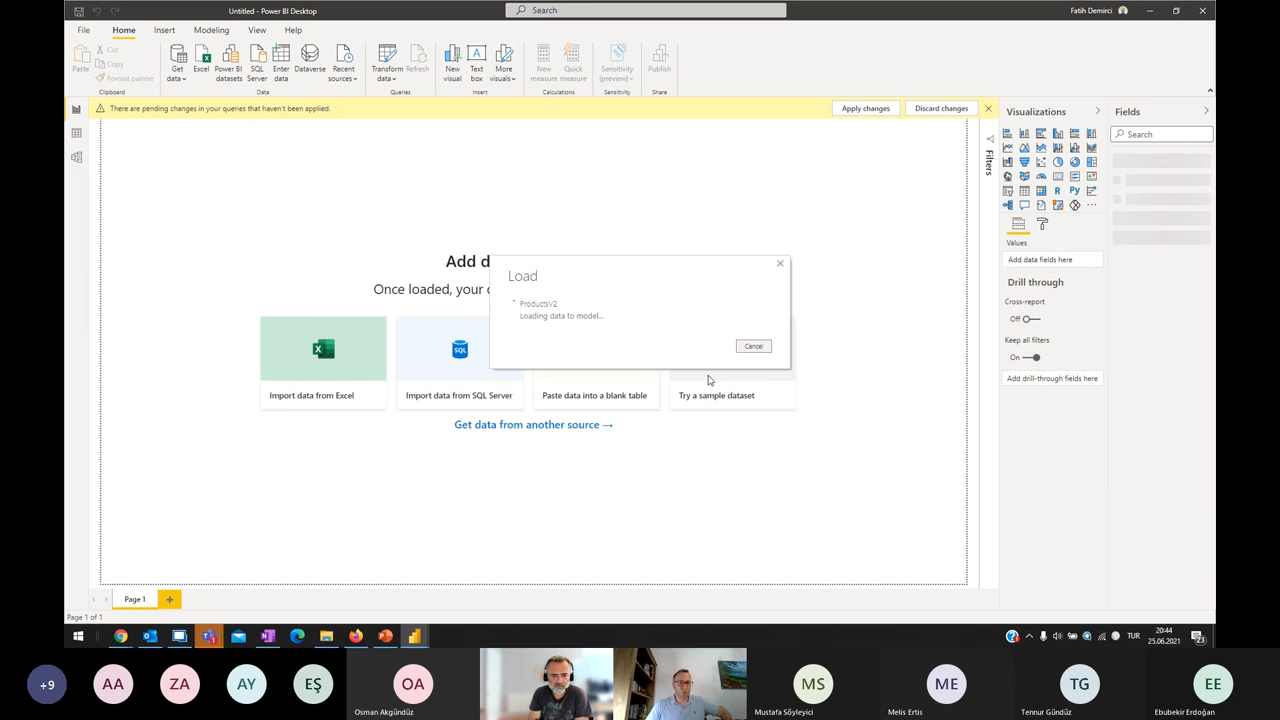 Untitled - Power BI Desktop
Search
Fatih Demirci
File
Home
Insert
Modeling
View
Help
Paste
Cut
Copy
Format painter
Get data
Excel
Power BI datasets
SQL Server
Enter data
Dataverse
Recent sources
Transform data
Refresh
New visual
Text box
More visuals
New measure
Quick measure
Sensitivity (preview)
Publish
Clipboard
Data
Queries
Insert
Calculations
Sensitivity
Share
There are pending changes in your queries that haven't been applied.
Apply changes
Discard changes
Visualizations
Fields
Search
Filters
R
Py
Values
Add data fields here
Drill through
Cross-report
Off
Keep all filters
On
Add drill-through fields here
Add d
Once loaded, your
Load
ProductsV2
Loading data to model...
Cancel
SQL
Import data from Excel
Import data from SQL Server
Paste data into a blank table
Try a sample dataset
Get data from another source →
Page 1
Page 1 of 1
TUR
20:44
25.06.2021
23
+9
AA
ZA
AY
EŞ
OA
Osman Akgündüz
MS
Mustafa Söyleyici
ME
Melis Ertis
TG
Tennur Gündüz
EE
Ebubekir Erdoğan